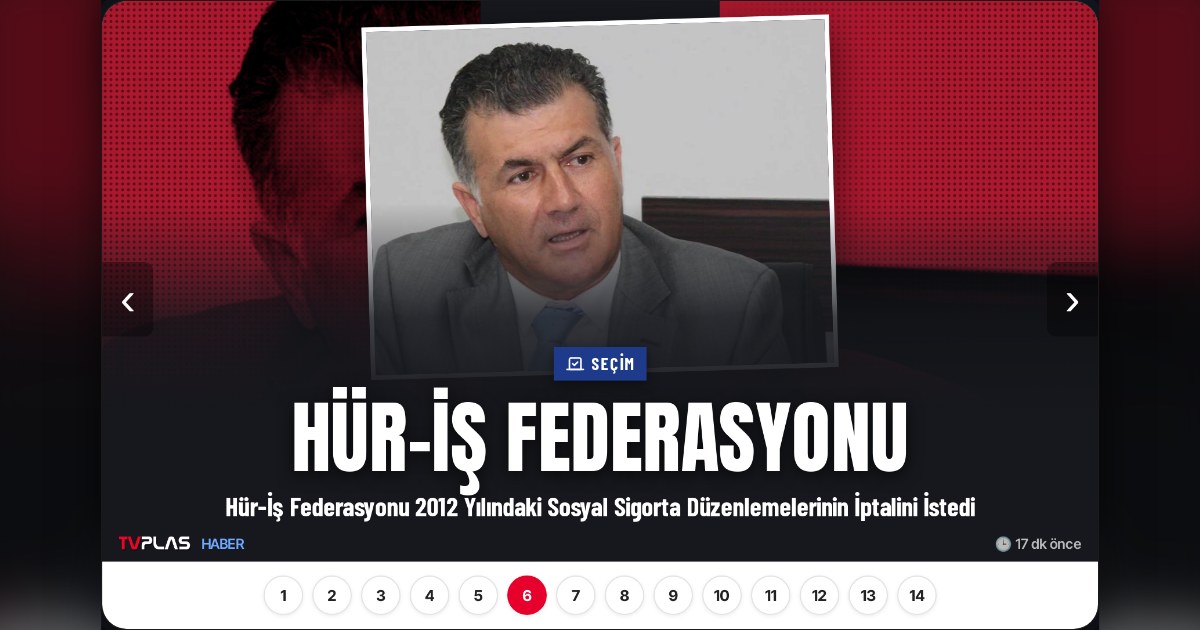 SEÇİM
HÜR-İŞ FEDERASYONU
Hür-İş Federasyonu 2012 Yılındaki Sosyal Sigorta Düzenlemelerinin İptalini İstedi
TVPLAS HABER
17 dk önce
1 2 3 4 5 6 7 8 9 10 11 12 13 14